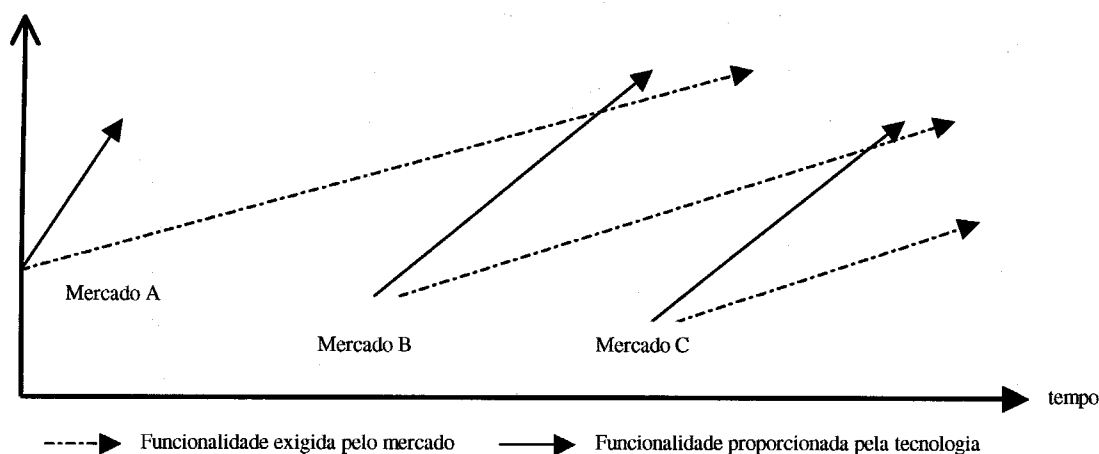 Mercado A
Mercado B
Mercado C
tempo
Funcionalidade exigida pelo mercado
Funcionalidade proporcionada pela tecnologia